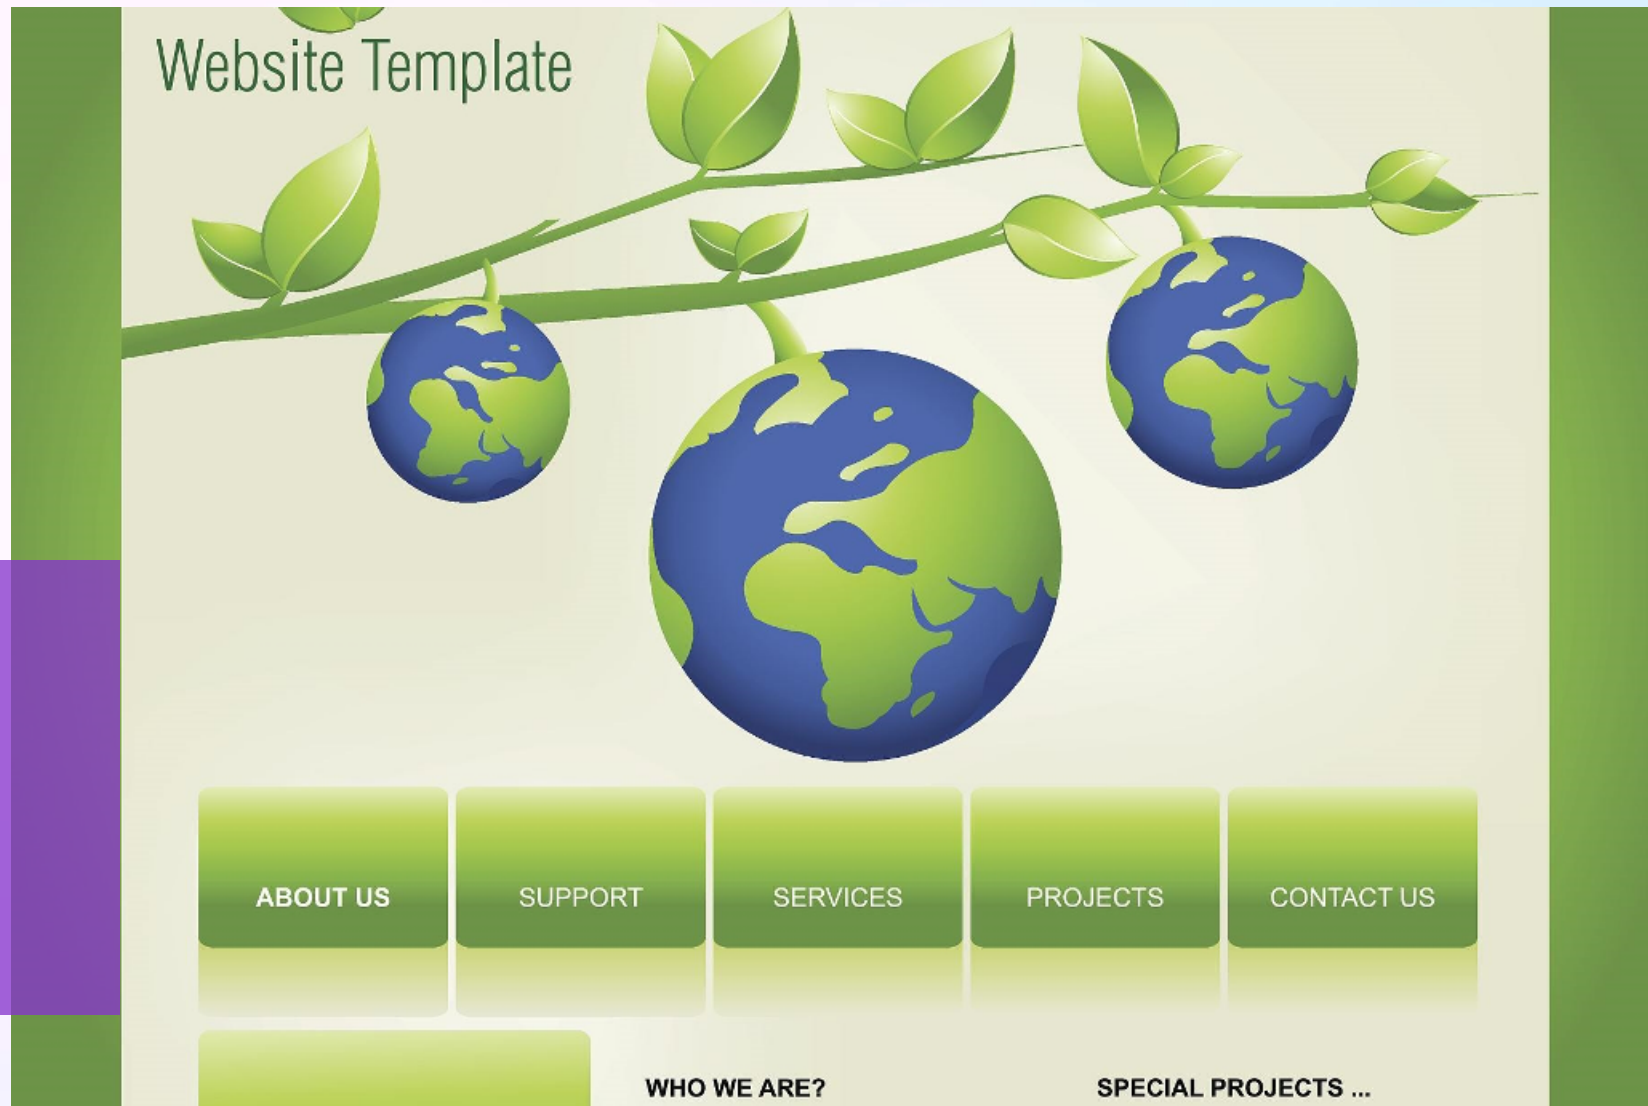 Website Template
ABOUT US
SUPPORT
SERVICES
PROJECTS
CONTACT US
WHO WE ARE?
SPECIAL PROJECTS ...